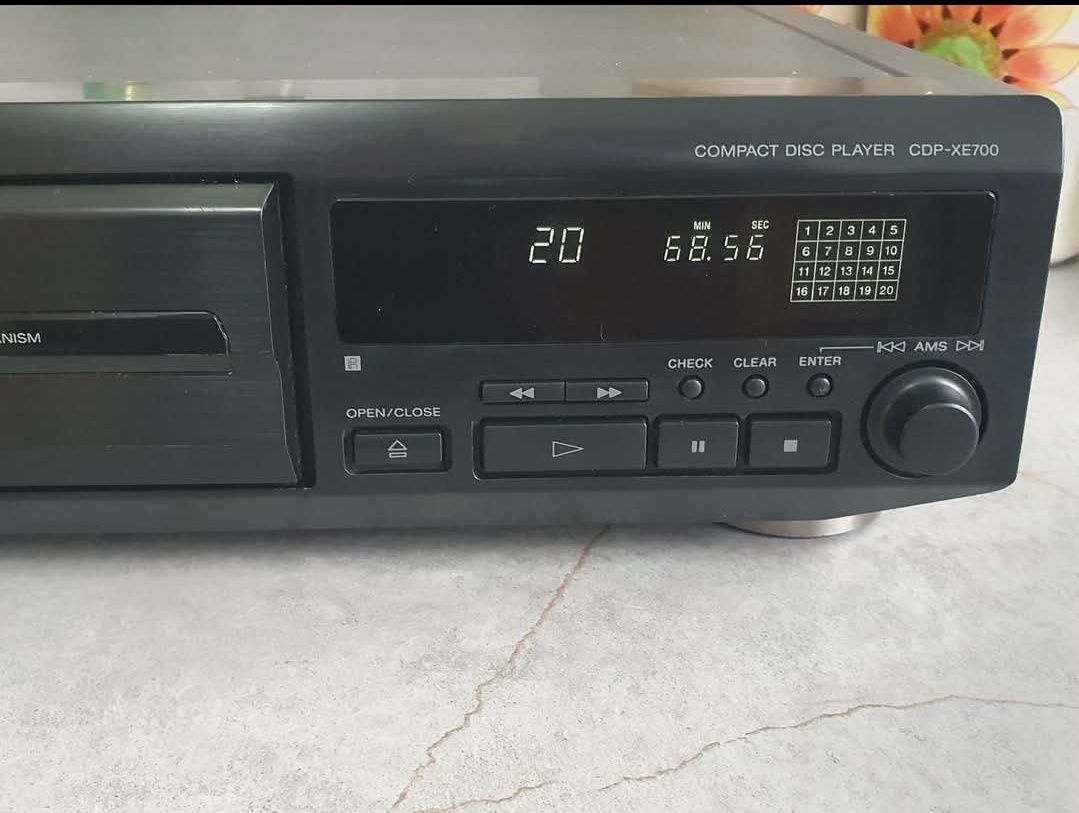 COMPACT DISC PLAYER CDP-XE700
20
MIN SEC
68.56
1 2 3 4 5
6 7 8 9 10
11 12 13 14 15
16 17 18 19 20
ANISM
AMS
CHECK CLEAR ENTER
OPEN/CLOSE